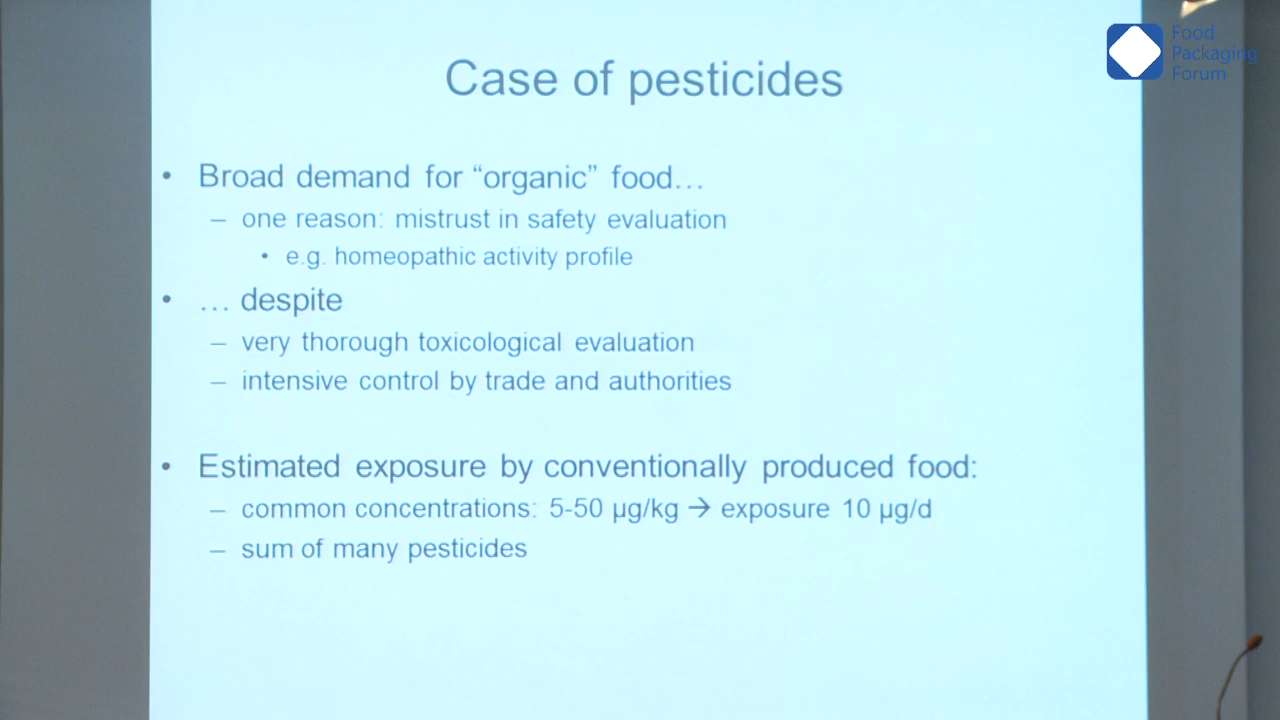 Food
Packaging
Forum
Case of pesticides
• Broad demand for “organic” food…
– one reason: mistrust in safety evaluation
• e.g. homeopathic activity profile
• … despite
– very thorough toxicological evaluation
– intensive control by trade and authorities
• Estimated exposure by conventionally produced food:
– common concentrations: 5-50 µg/kg → exposure 10 µg/d
– sum of many pesticides